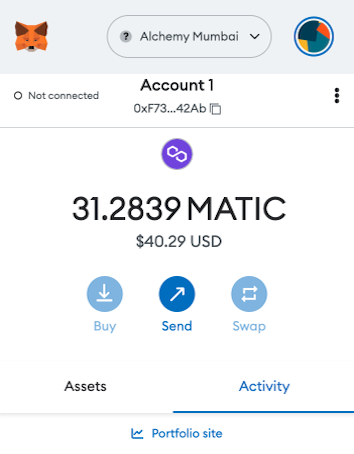 Alchemy Mumbai
Not connected
Account 1
0xF73...42Ab
31.2839 MATIC
$40.29 USD
Buy
Send
Swap
Assets
Activity
Portfolio site